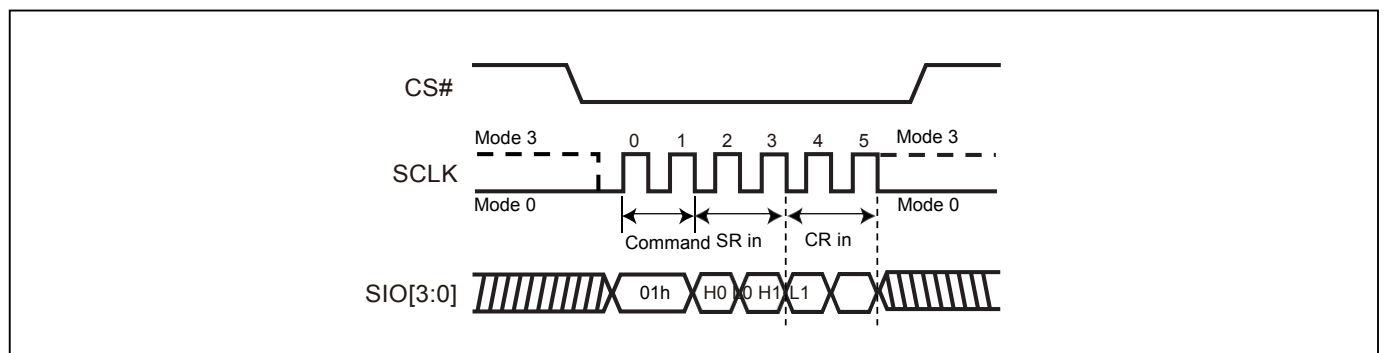 CS#
Mode 3
0 1 2 3 4 5
Mode 3
SCLK
Mode 0
Mode 0
Command SR in CR in
SIO[3:0]
01h H0 L0 H1 L1